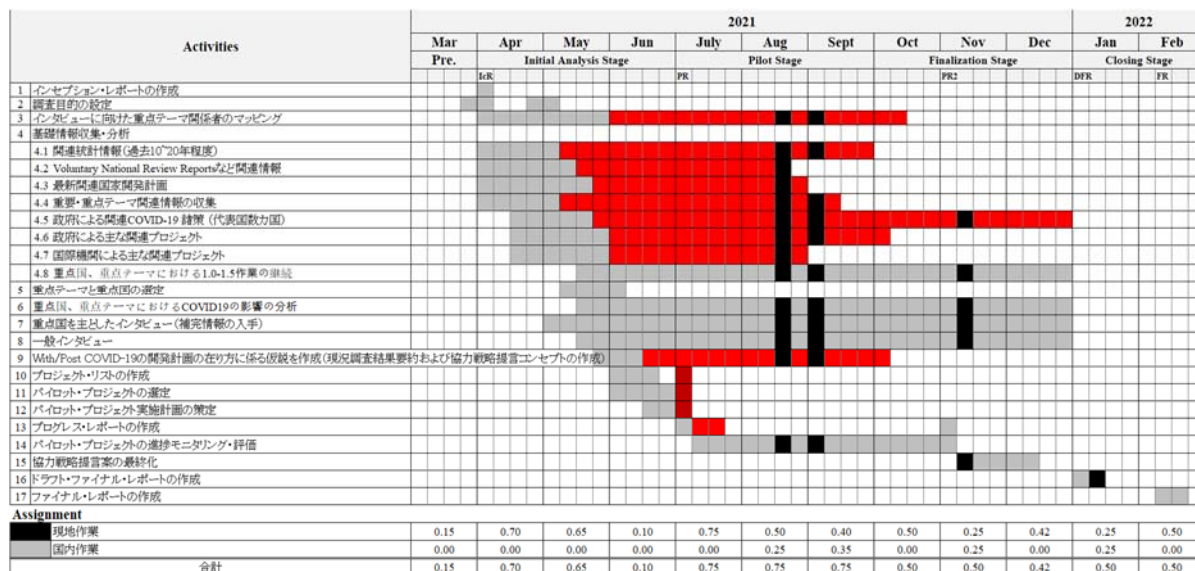 Activities 2021 2022
Mar Apr May Jun July Aug Sept Oct Nov Dec Jan Feb
Pre. Initial Analysis Stage Pilot Stage Finalization Stage Closing Stage
IcR PR PR2 DFR FR
1 インセプション・レポートの作成
2 調査目的の設定
3 インタビューに向けた重点テーマ関係者のマッピング
4 基礎情報収集・分析
4.1 関連統計情報(過去10~20年程度)
4.2 Voluntary National Review Reportsなど関連情報
4.3 最新関連国家開発計画
4.4 重要・重点テーマ関連情報の収集
4.5 政府による関連COVID-19 諸策 (代表国数カ国)
4.6 政府による主な関連プロジェクト
4.7 国際機関による主な関連プロジェクト
4.8 重点国、重点テーマにおける1.0-1.5作業の継続
5 重点テーマと重点国の選定
6 重点国、重点テーマにおけるCOVID19の影響の分析
7 重点国を主としたインタビュー(補完情報の入手)
8 一般インタビュー
9 With/Post COVID-19の開発計画の在り方に係る仮説を作成(現況調査結果要約および協力戦略提言コンセプトの作成)
10 プロジェクト・リストの作成
11 パイロット・プロジェクトの選定
12 パイロット・プロジェクト実施計画の策定
13 プログレス・レポートの作成
14 パイロット・プロジェクトの進捗モニタリング・評価
15 協力戦略提言案の最終化
16 ドラフト・ファイナル・レポートの作成
17 ファイナル・レポートの作成
Assignment
現地作業 0.15 0.70 0.65 0.10 0.75 0.50 0.40 0.50 0.25 0.42 0.25 0.50
国内作業 0.00 0.00 0.00 0.00 0.00 0.25 0.35 0.00 0.25 0.00 0.25 0.00
合計 0.15 0.70 0.65 0.10 0.75 0.75 0.75 0.50 0.50 0.42 0.50 0.50